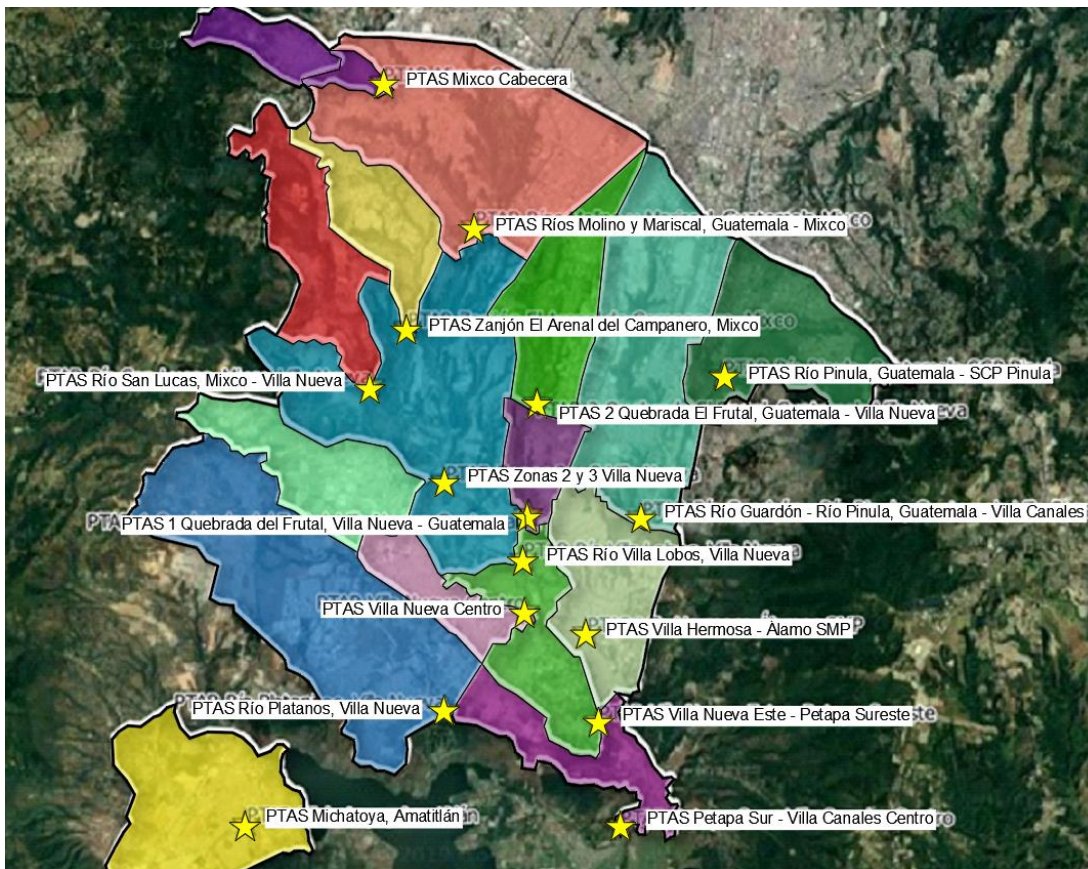 PTAS Mixco Cabecera
PTAS Ríos Molino y Mariscal, Guatemala - Mixco
PTAS Zanjón El Arenal del Campanero, Mixco
PTAS Río San Lucas, Mixco - Villa Nueva
PTAS Río Pinula, Guatemala - SCP Pinula
PTAS 2 Quebrada El Frutal, Guatemala - Villa Nueva
PTAS Zonas 2 y 3 Villa Nueva
PTAS 1 Quebrada del Frutal, Villa Nueva - Guatemala
PTAS Río Guardón - Río Pinula, Guatemala - Villa Canales
PTAS Río Villa Lobos, Villa Nueva
PTAS Villa Nueva Centro
PTAS Villa Hermosa - Álamo SMP
PTAS Río Platanos, Villa Nueva
PTAS Villa Nueva Este - Petapa Sureste
PTAS Michatoya, Amatitlán
PTAS Petapa Sur - Villa Canales Centro